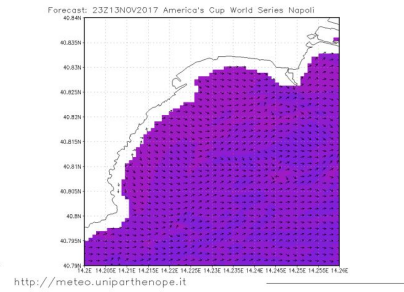 Forecast: 23Z13NOV2017 America's Cup World Series Napoli
40.84N
40.835N
40.83N
40.825N
40.82N
40.815N
40.81N
40.805N
40.8N
40.795N
40.79N
14.2E 14.205E 14.21E 14.215E 14.22E 14.225E 14.23E 14.235E 14.24E 14.245E 14.25E 14.255E 14.26E
http://meteo.uniparthenope.it